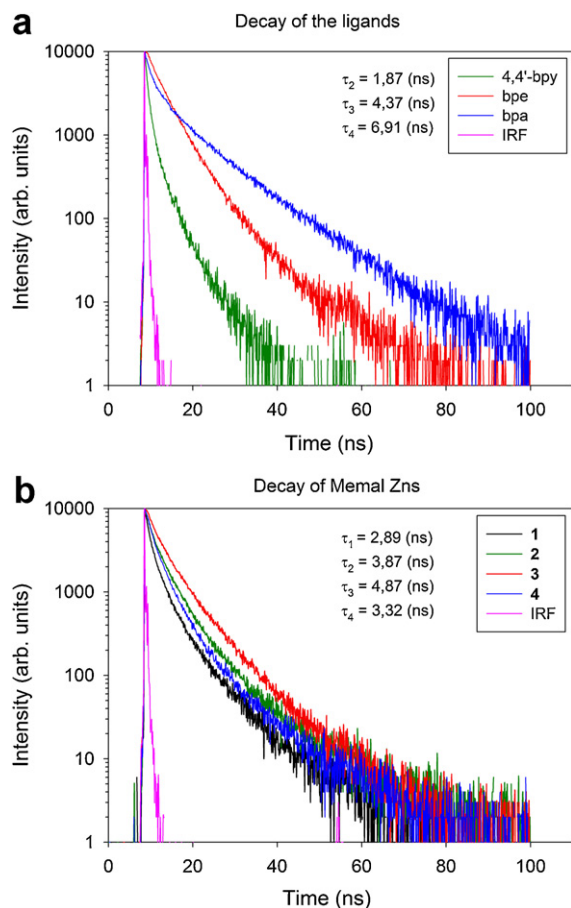 a
Decay of the ligands
10000
1000
100
10
1
Intensity (arb. units)
τ2 = 1,87 (ns)
τ3 = 4,37 (ns)
τ4 = 6,91 (ns)
4,4'-bpy
bpe
bpa
IRF
0 20 40 60 80 100
Time (ns)
b
Decay of Memal Zns
10000
1000
100
10
1
Intensity (arb. units)
τ1 = 2,89 (ns)
τ2 = 3,87 (ns)
τ3 = 4,87 (ns)
τ4 = 3,32 (ns)
1
2
3
4
IRF
0 20 40 60 80 100
Time (ns)